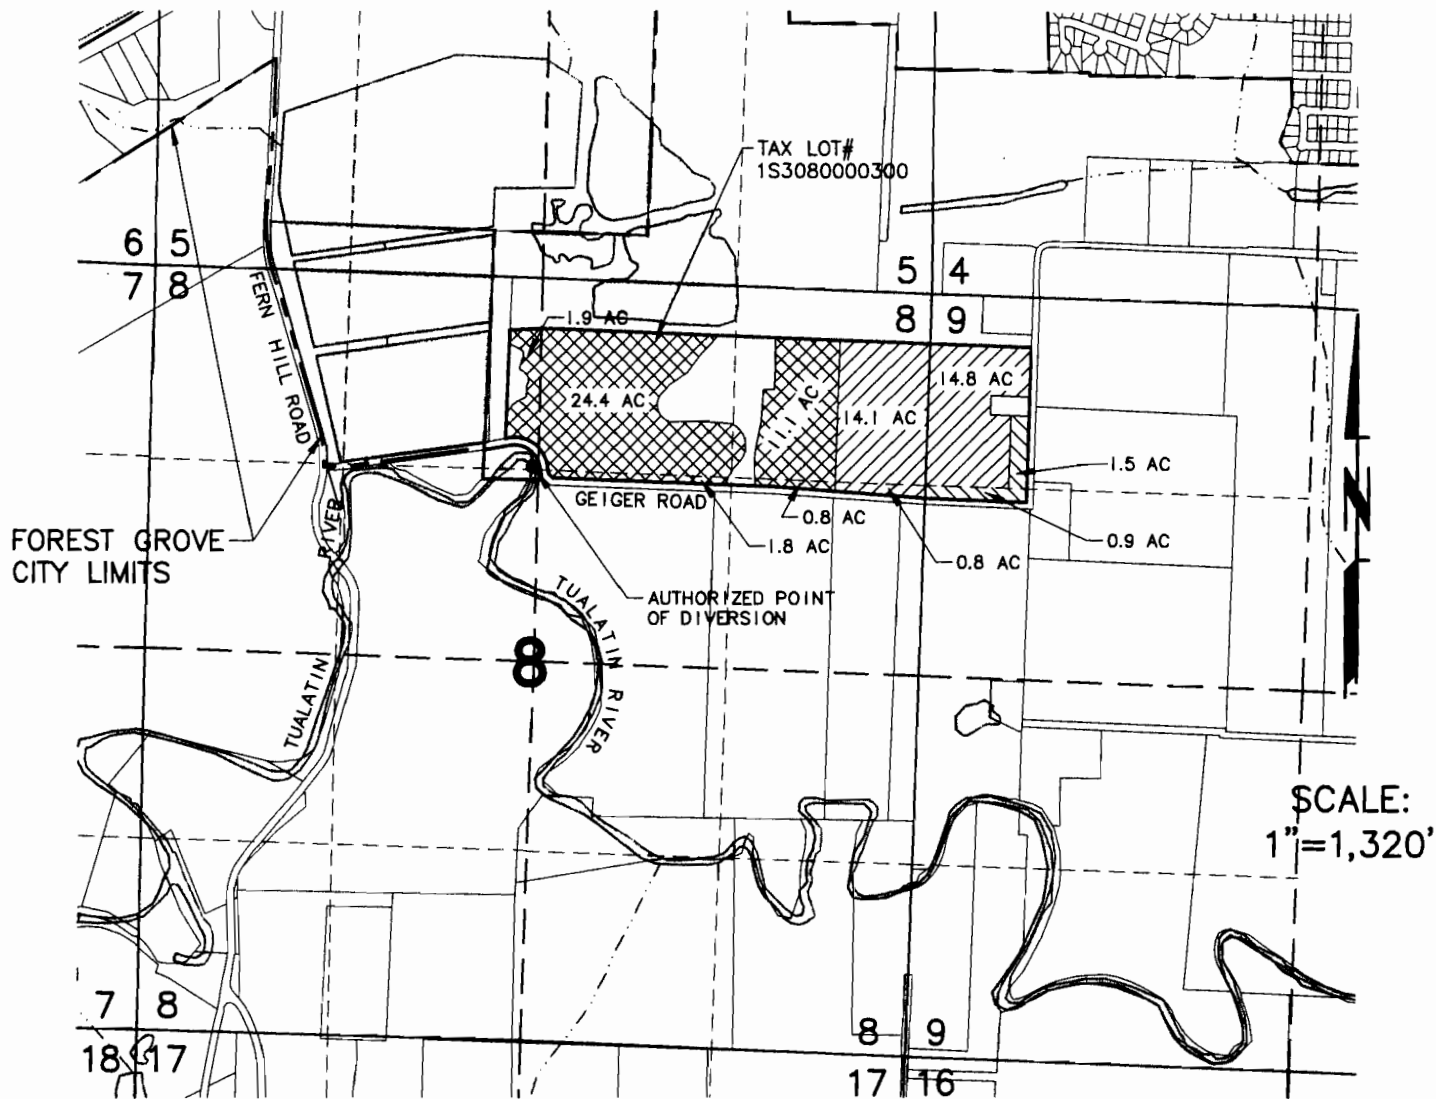 TAX LOT#
1S3080000300
6 5
7 8
5 4
8 9
FERN HILL ROAD
1.9 AC
24.4 AC
11.1 AC
14.1 AC
14.8 AC
1.5 AC
GEIGER ROAD
0.8 AC
1.8 AC
0.8 AC
0.9 AC
FOREST GROVE
CITY LIMITS
AUTHORIZED POINT
OF DIVERSION
TUALATIN RIVER
TUALATIN RIVER
8
N
SCALE:
1"=1,320'
7 8
18 17
8 9
17 16